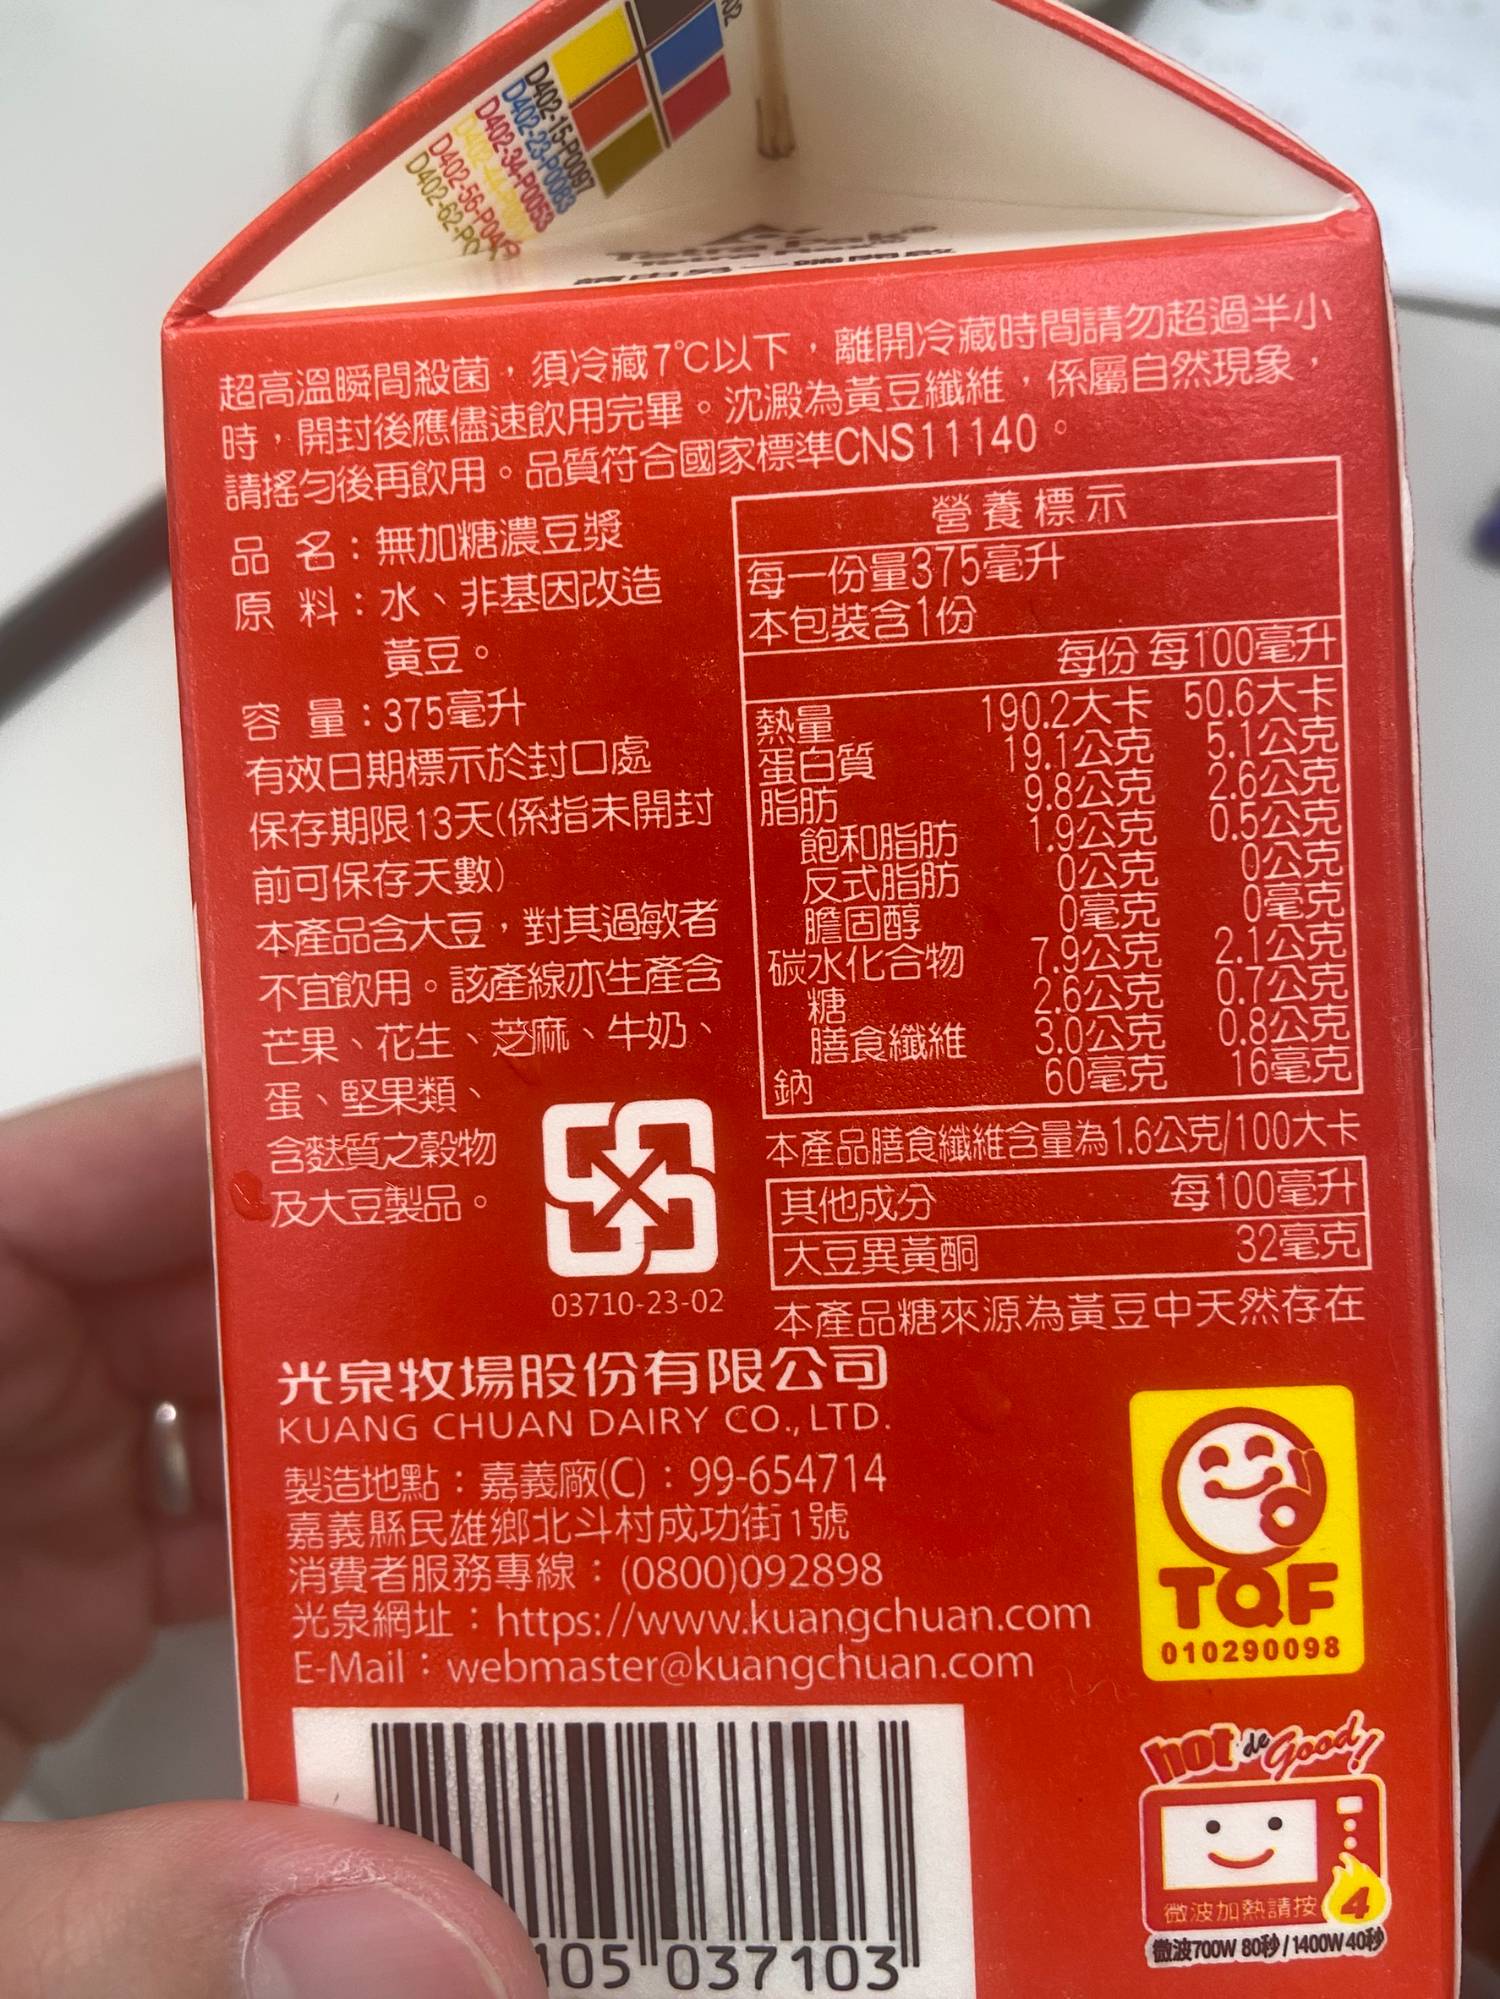 D402-15-P0097
D402-23-P0083
D402-34-P0053
D402-56-P0
D402-62-P
超高溫瞬間殺菌，須冷藏7℃以下，離開冷藏時間請勿超過半小
時，開封後應儘速飲用完畢。沈澱為黃豆纖維，係屬自然現象，
請搖勻後再飲用。品質符合國家標準CNS11140。
品 名：無加糖濃豆漿
原 料：水、非基因改造
黃豆。
容 量：375毫升
有效日期標示於封口處
保存期限13天(係指未開封
前可保存天數)
本產品含大豆，對其過敏者
不宜飲用。該產線亦生產含
芒果、花生、芝麻、牛奶、
蛋、堅果類、
含麩質之穀物
及大豆製品。
03710-23-02
營養標示
每一份量375毫升
本包裝含1份
每份 每100毫升
熱量 190.2大卡 50.6大卡
蛋白質 19.1公克 5.1公克
脂肪 9.8公克 2.6公克
飽和脂肪 1.9公克 0.5公克
反式脂肪 0公克 0公克
膽固醇 0毫克 0毫克
碳水化合物 7.9公克 2.1公克
糖 2.6公克 0.7公克
膳食纖維 3.0公克 0.8公克
鈉 60毫克 16毫克
本產品膳食纖維含量為1.6公克/100大卡
其他成分 每100毫升
大豆異黃酮 32毫克
本產品糖來源為黃豆中天然存在
光泉牧場股份有限公司
KUANG CHUAN DAIRY CO.,LTD.
製造地點：嘉義廠(C)：99-654714
嘉義縣民雄鄉北斗村成功街1號
消費者服務專線：(0800)092898
光泉網址：https://www.kuangchuan.com
E-Mail：webmaster@kuangchuan.com
TQF
010290098
hot de Good!
微波加熱請按 4
微波700W 80秒/1400W 40秒
105 037103